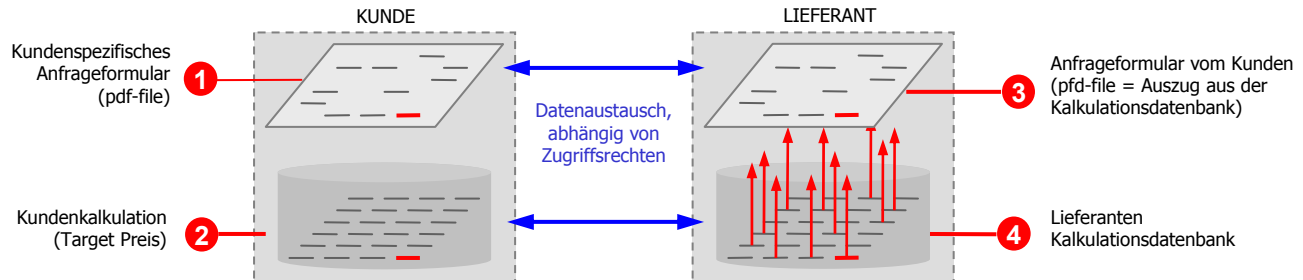 KUNDE
LIEFERANT
Kundenspezifisches
Anfrageformular
(pdf-file)
1
Datenaustausch,
abhängig von
Zugriffsrechten
3
Anfrageformular vom Kunden
(pfd-file = Auszug aus der
Kalkulationsdatenbank)
Kundenkalkulation
(Target Preis)
2
4
Lieferanten
Kalkulationsdatenbank